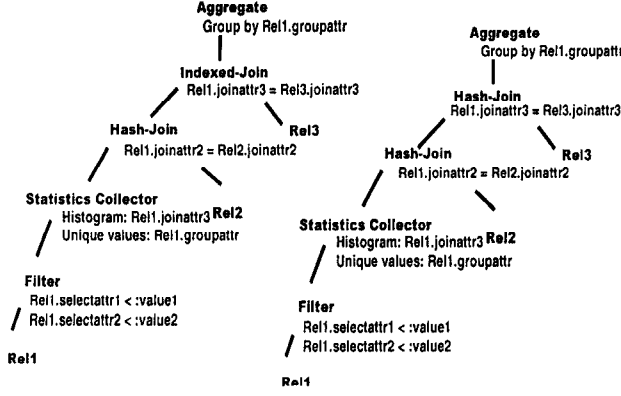 Aggregate
Group by Rel1.groupattr
Indexed-Join
Rel1.joinattr3 = Rel3.joinattr3
Hash-Join
Rel3
Rel1.joinattr2 = Rel2.joinattr2
Statistics Collector
Histogram: Rel1.joinattr3 Rel2
Unique values: Rel1.groupattr
Filter
Rel1.selectattr1 < :value1
Rel1.selectattr2 < :value2
Rel1
Aggregate
Group by Rel1.groupattr
Hash-Join
Rel1.joinattr3 = Rel3.joinattr3
Hash-Join
Rel3
Rel1.joinattr2 = Rel2.joinattr2
Statistics Collector
Histogram: Rel1.joinattr3 Rel2
Unique values: Rel1.groupattr
Filter
Rel1.selectattr1 < :value1
Rel1.selectattr2 < :value2
Rel1